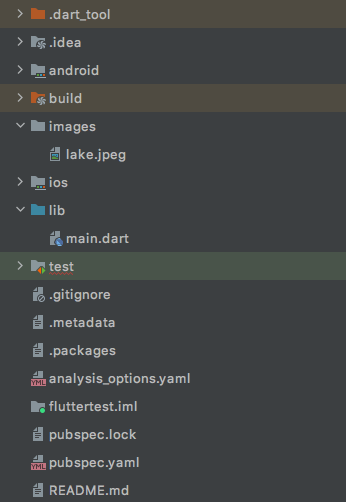 .dart_tool
.idea
android
build
images
lake.jpeg
ios
lib
main.dart
test
.gitignore
.metadata
.packages
analysis_options.yaml
fluttertest.iml
pubspec.lock
pubspec.yaml
README.md